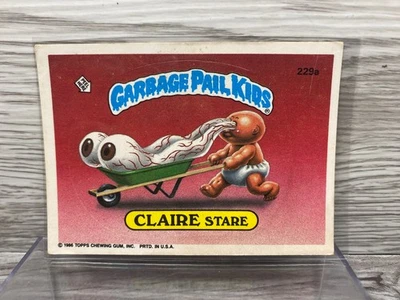 229a
GARBAGE PAIL KIDS®
CLAIRE STARE
© 1986 TOPPS CHEWING GUM, INC. PRTD. IN U.S.A.